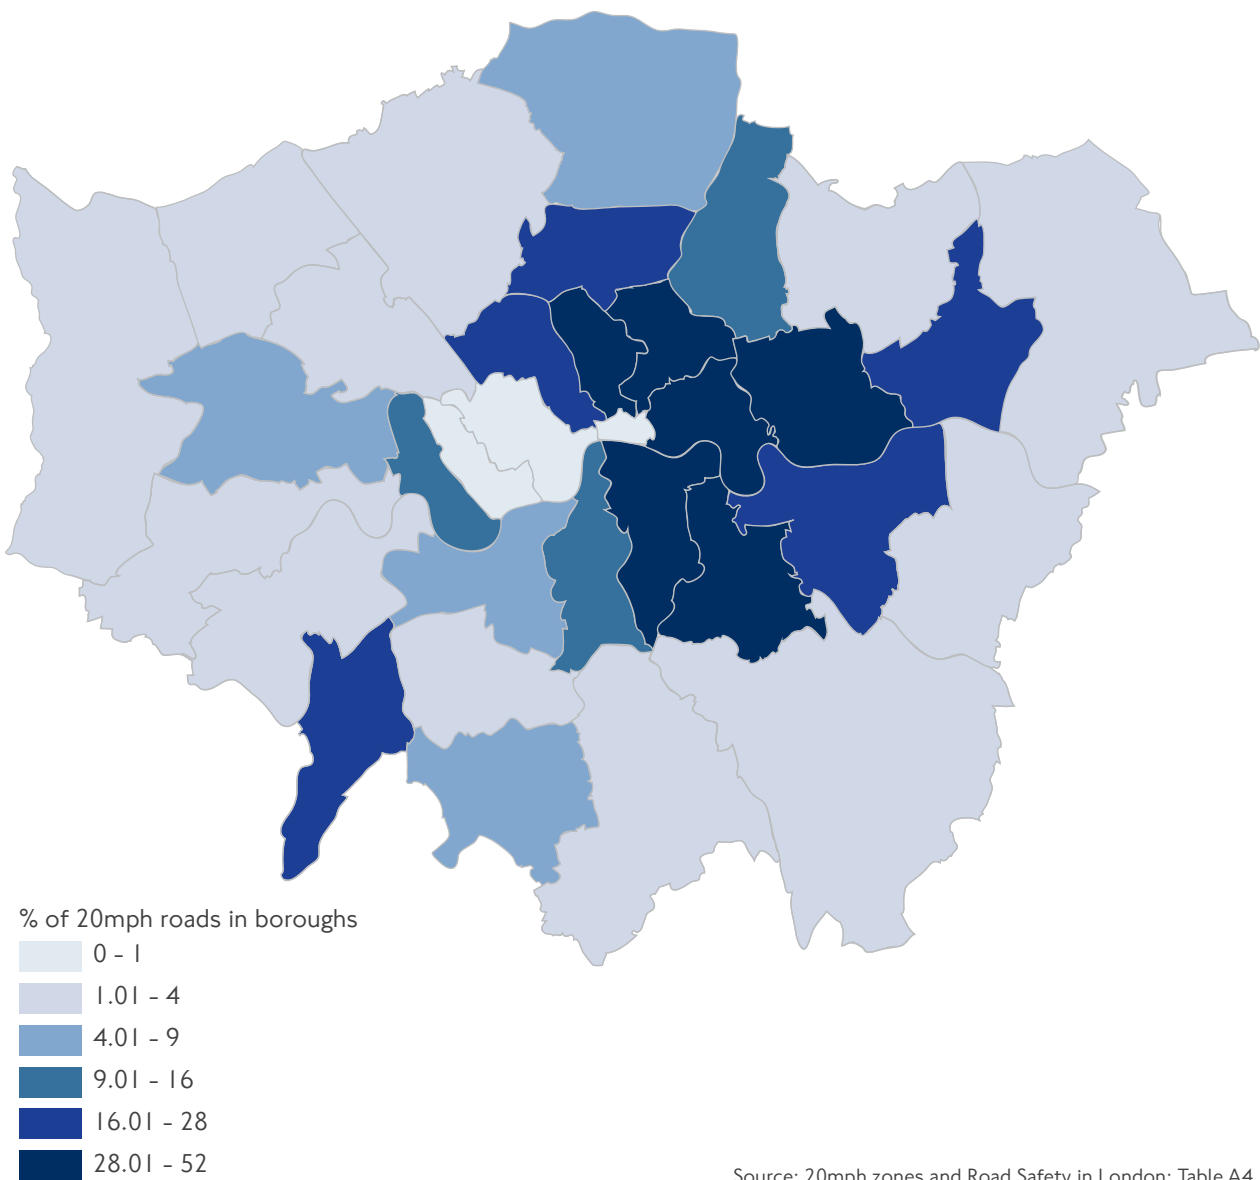 % of 20mph roads in boroughs
0 - 1
1.01 - 4
4.01 - 9
9.01 - 16
16.01 - 28
28.01 - 52
Source: 20mph zones and Road Safety in London; Table A4